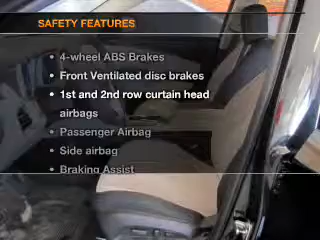 SAFETY FEATURES
• 4-wheel ABS Brakes
• Front Ventilated disc brakes
• 1st and 2nd row curtain head
airbags
• Passenger Airbag
• Side airbag
• Braking Assist